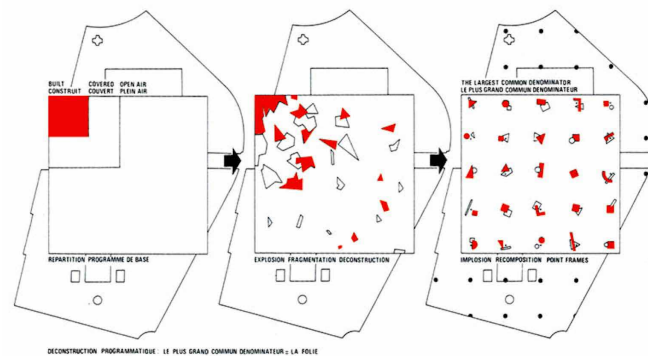 BUILT COVERED OPEN AIR
CONSTRUIT COUVERT PLEIN AIR
REPARTITION PROGRAMME DE BASE
EXPLOSION FRAGMENTATION DECONSTRUCTION
THE LARGEST COMMON DENOMINATOR
LE PLUS GRAND COMMUN DENOMINATEUR
IMPLOSION RECOMPOSITION POINT FRAMES
DECONSTRUCTION PROGRAMMATIQUE: LE PLUS GRAND COMMUN DENOMINATEUR = LA FOLIE